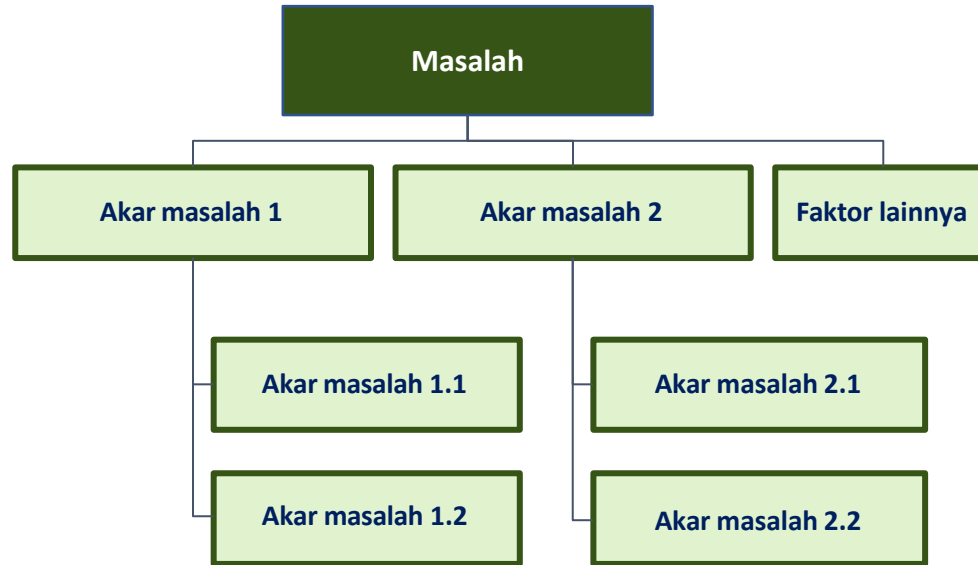 Masalah
Akar masalah 1
Akar masalah 2
Faktor lainnya
Akar masalah 1.1
Akar masalah 2.1
Akar masalah 1.2
Akar masalah 2.2